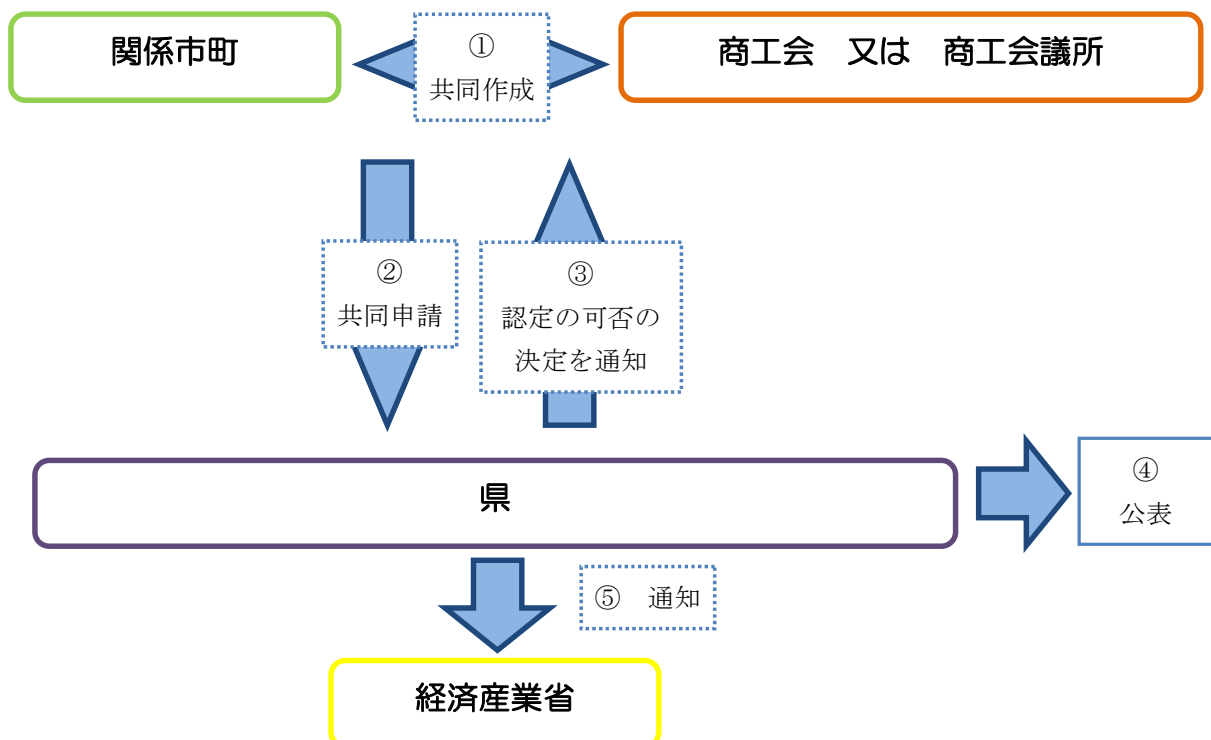 関係市町
①
共同作成
商工会　又は　商工会議所
②
共同申請
③
認定の可否の
決定を通知
県
④
公表
⑤　通知
経済産業省